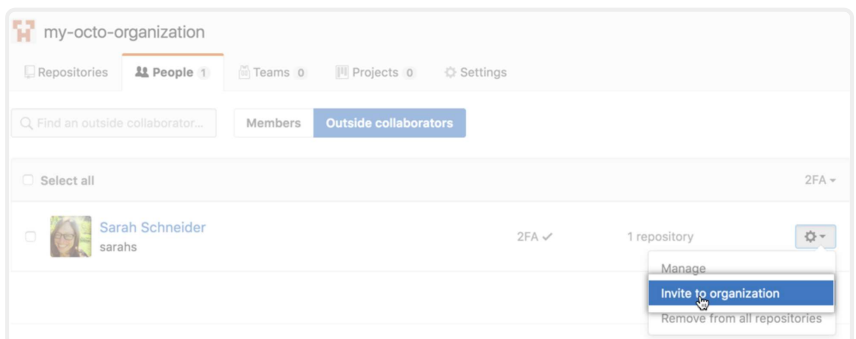 my-octo-organization
Repositories People 1 Teams 0 Projects 0 Settings
Find an outside collaborator... Members Outside collaborators
Select all 2FA
Sarah Schneider
sarahs
2FA 1 repository
Manage
Invite to organization
Remove from all repositories